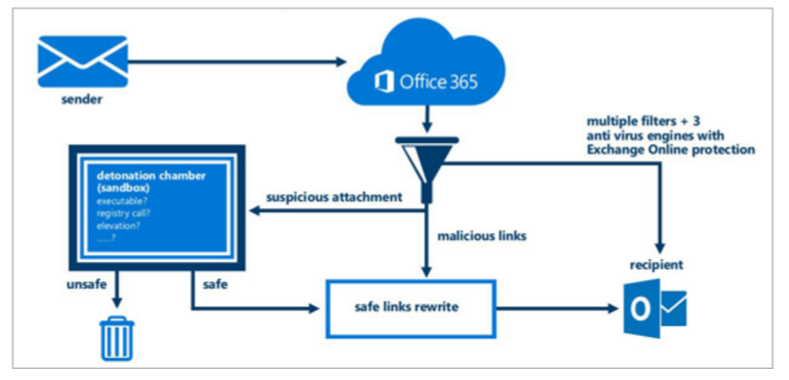 sender
Office 365
multiple filters + 3
anti virus engines with
Exchange Online protection
detonation chamber
(sandbox)
executable?
registry call?
elevation?
......?
suspicious attachment
malicious links
recipient
unsafe
safe
safe links rewrite
O